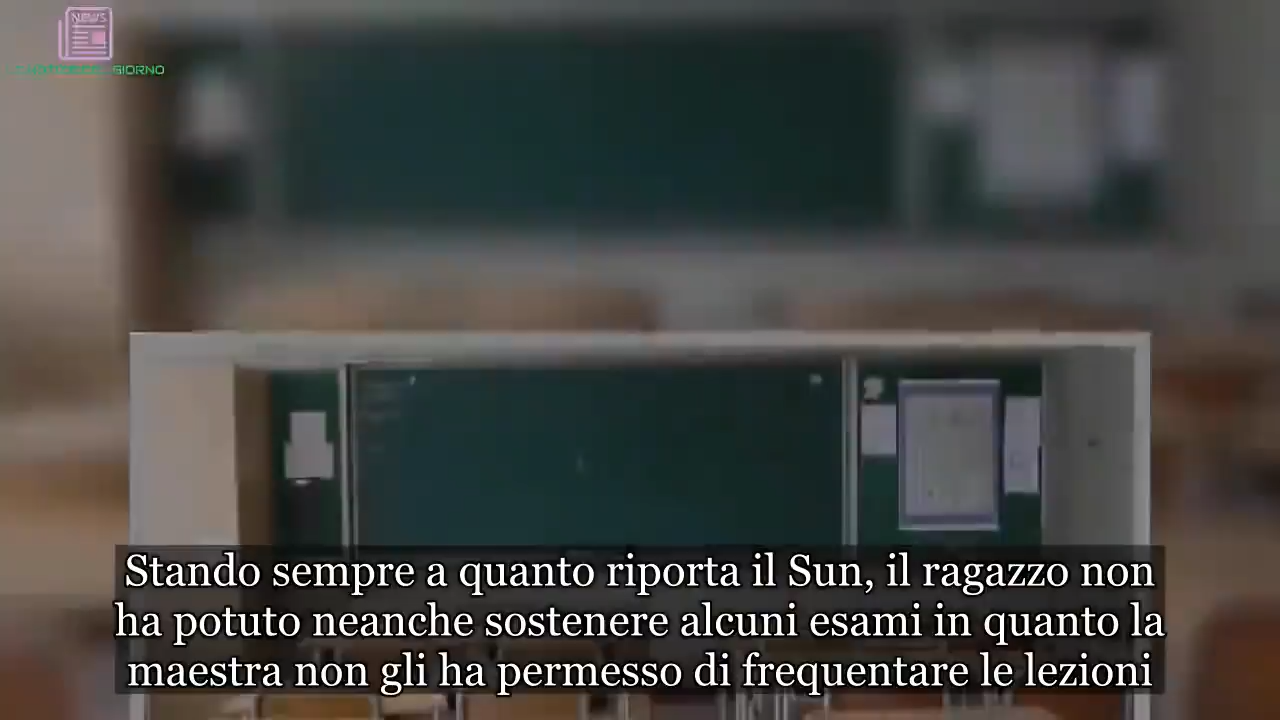 NEWS
GIORNO
Stando sempre a quanto riporta il Sun, il ragazzo non
ha potuto neanche sostenere alcuni esami in quanto la
maestra non gli ha permesso di frequentare le lezioni